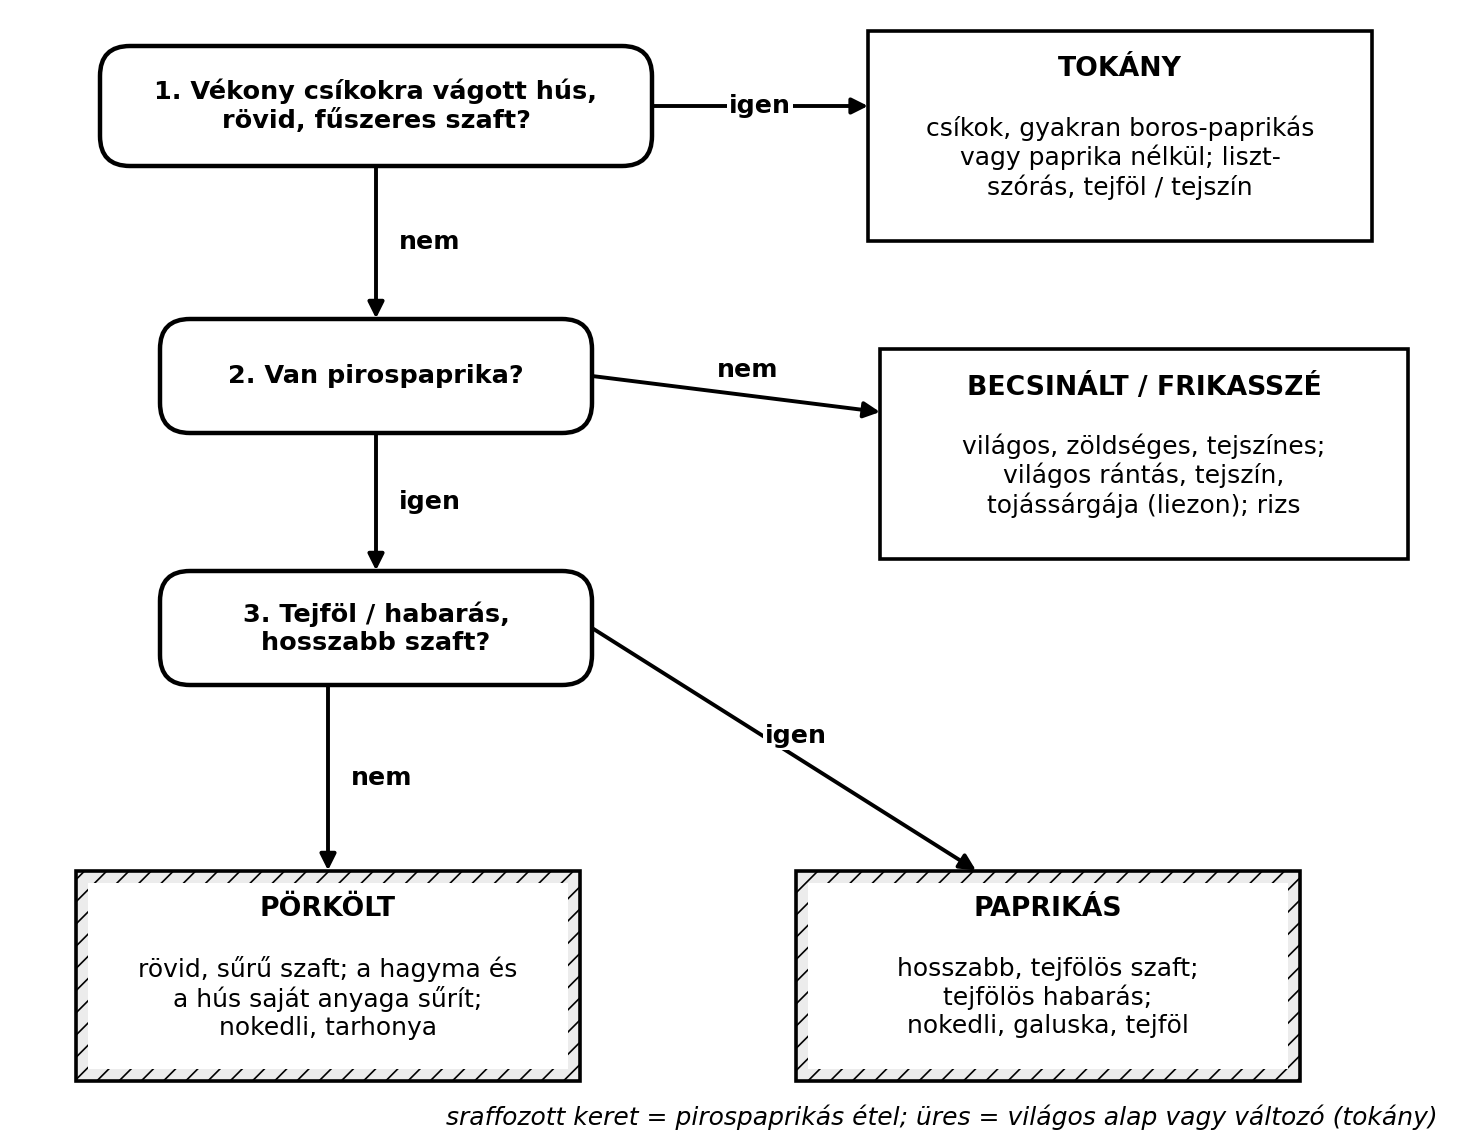 1. Vékony csíkokra vágott hús,
rövid, fűszeres szaft?
igen
TOKÁNY
csíkok, gyakran boros-paprikás
vagy paprika nélkül; liszt-
szórás, tejföl / tejszín
nem
2. Van pirospaprika?
nem
BECSINÁLT / FRIKASSZÉ
világos, zöldséges, tejszínes;
világos rántás, tejszín,
tojássárgája (liezon); rizs
igen
3. Tejföl / habarás,
hosszabb szaft?
igen
nem
PÖRKÖLT
rövid, sűrű szaft; a hagyma és
a hús saját anyaga sűrít;
nokedli, tarhonya
PAPRIKÁS
hosszabb, tejfölös szaft;
tejfölös habarás;
nokedli, galuska, tejföl
sraffozott keret = pirospaprikás étel; üres = világos alap vagy változó (tokány)